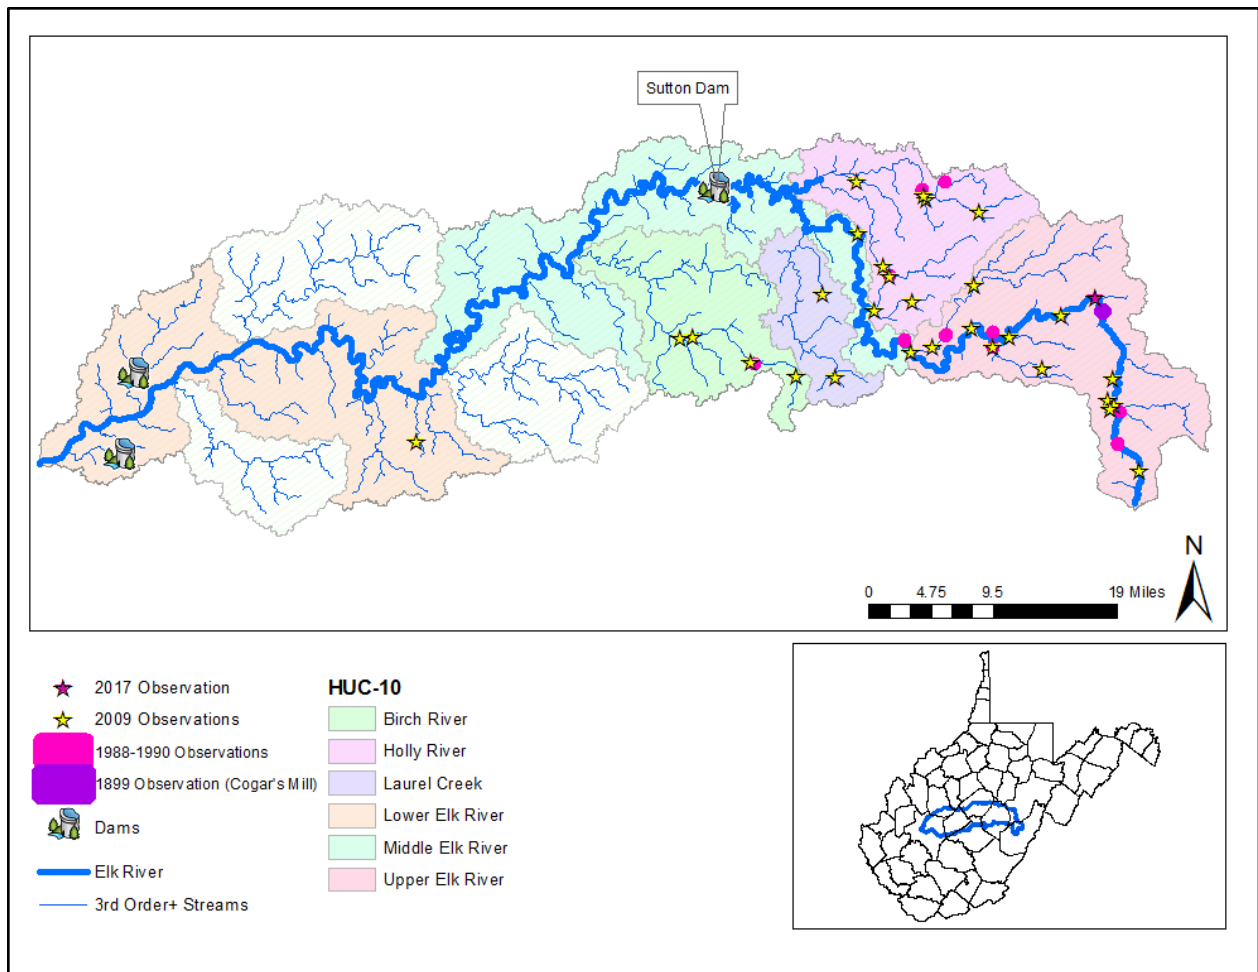 Sutton Dam
N
0 4.75 9.5 19 Miles
2017 Observation
2009 Observations
1988-1990 Observations
1899 Observation (Cogar's Mill)
Dams
Elk River
3rd Order+ Streams
HUC-10
Birch River
Holly River
Laurel Creek
Lower Elk River
Middle Elk River
Upper Elk River